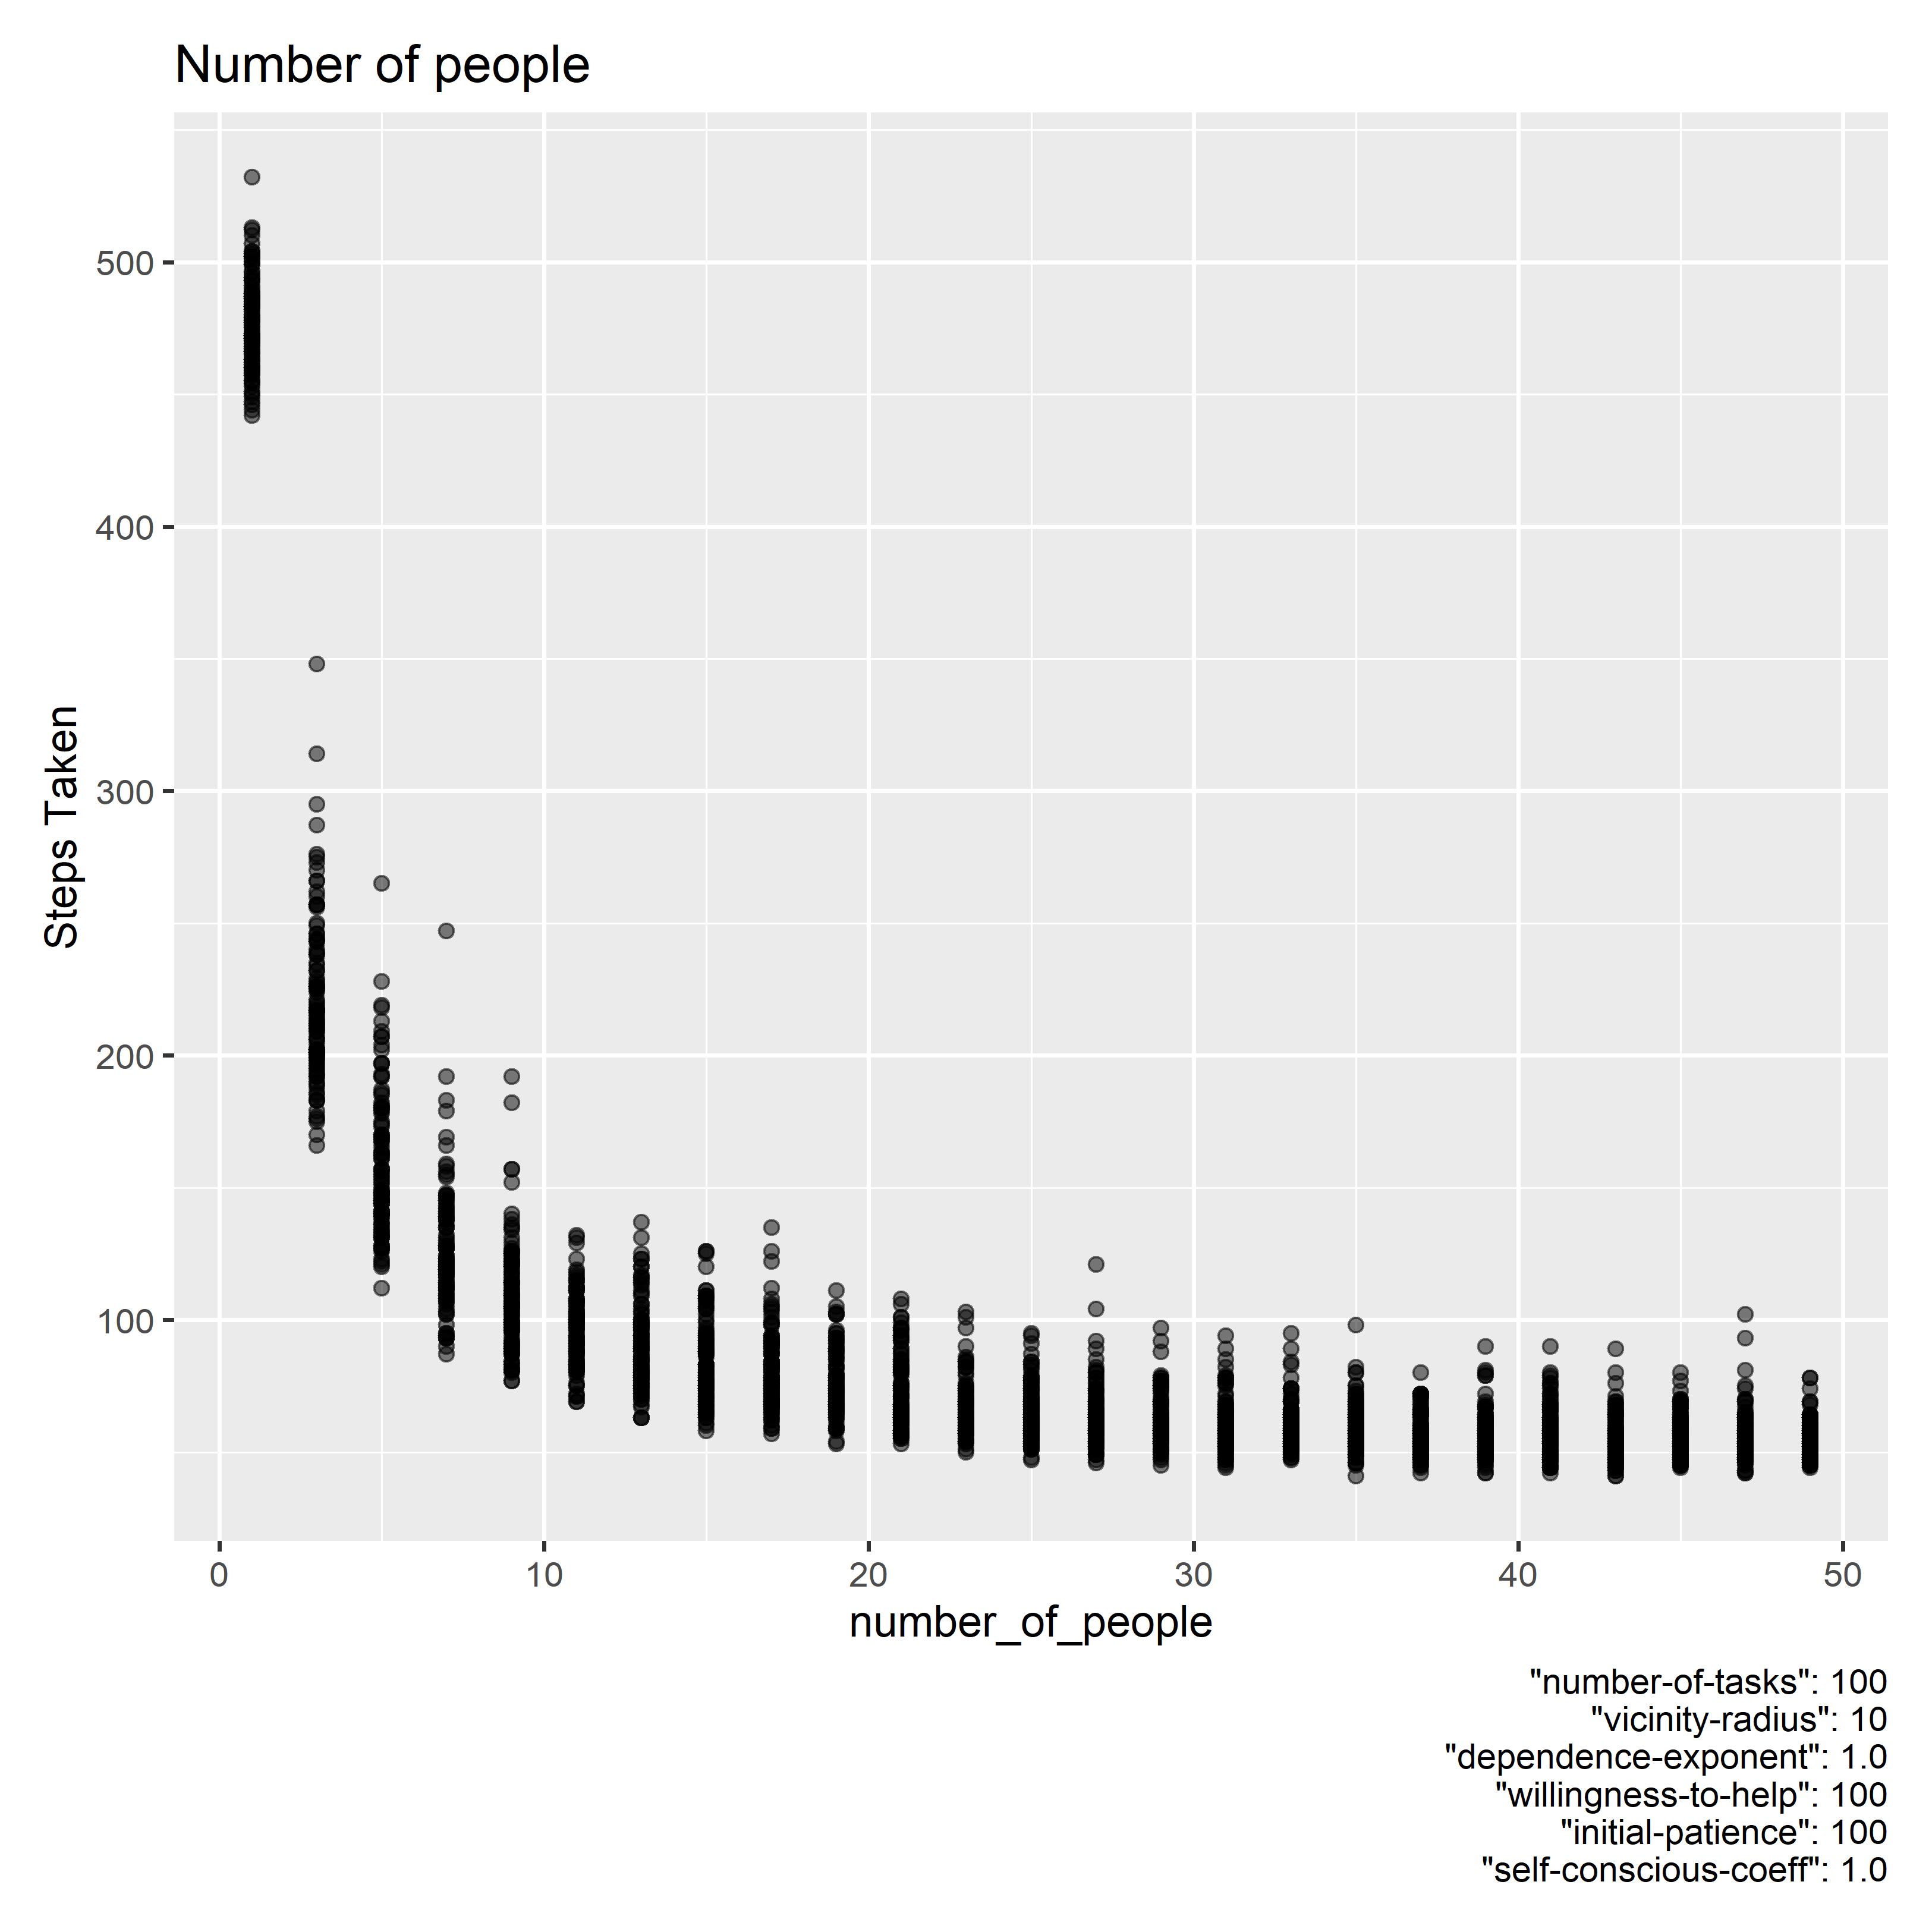 Number of people
Steps Taken
500
400
300
200
100
0 10 20 30 40 50
number_of_people
"number-of-tasks": 100
"vicinity-radius": 10
"dependence-exponent": 1.0
"willingness-to-help": 100
"initial-patience": 100
"self-conscious-coeff": 1.0